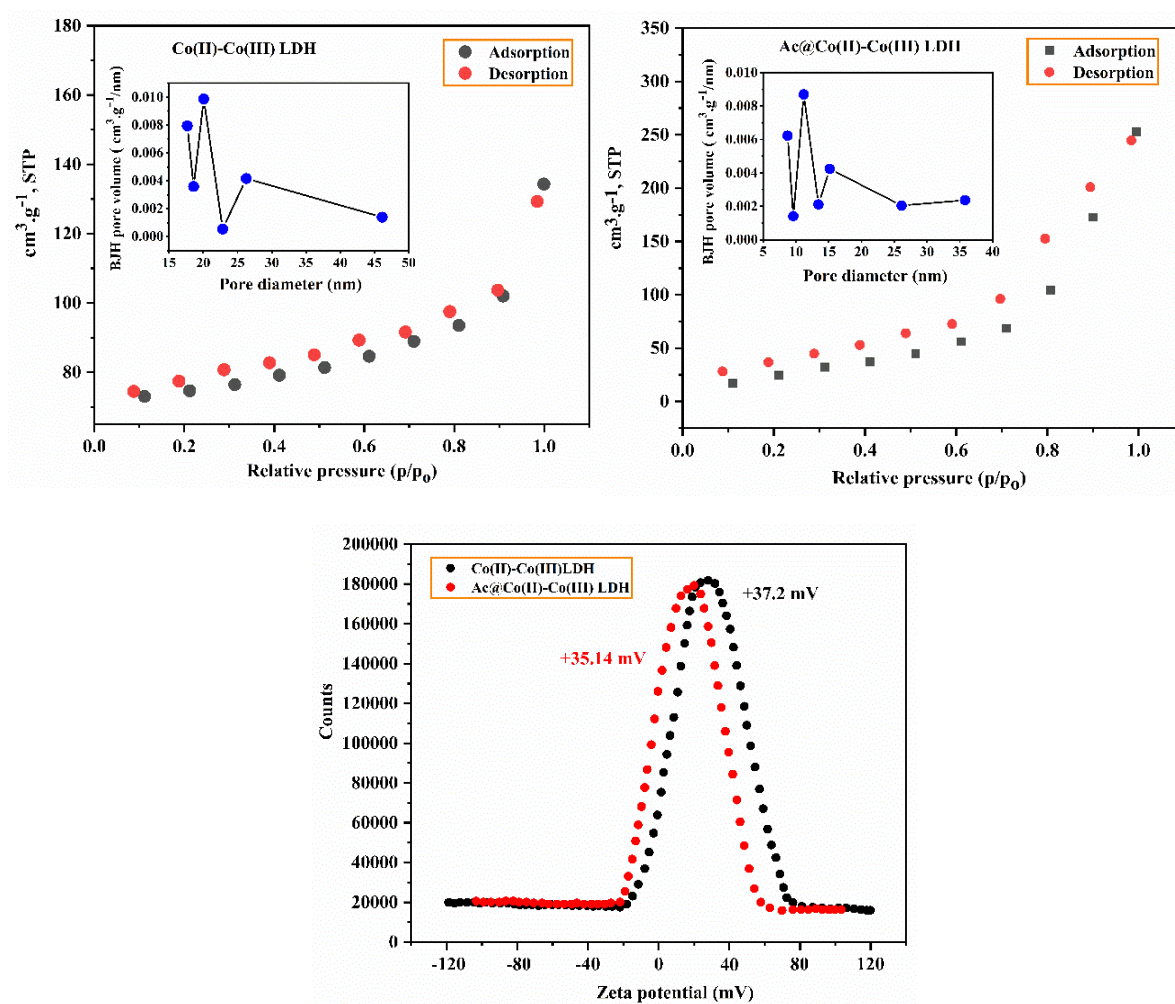 Co(II)-Co(III) LDH
Adsorption
Desorption
180
160
140
120
100
80
cm³.g⁻¹, STP
0.010
0.008
0.006
0.004
0.002
0.000
BJH pore volume ( cm³.g⁻¹/nm)
15 20 25 30 35 40 45 50
Pore diameter (nm)
0.0 0.2 0.4 0.6 0.8 1.0
Relative pressure (p/pₒ)
Ac@Co(II)-Co(III) LDH
Adsorption
Desorption
350
300
250
200
150
100
50
0
cm³.g⁻¹, STP
0.010
0.008
0.006
0.004
0.002
0.000
BJH pore volume ( cm³.g⁻¹/nm)
5 10 15 20 25 30 35 40
Pore diameter (nm)
0.0 0.2 0.4 0.6 0.8 1.0
Relative pressure (p/pₒ)
Co(II)-Co(III)LDH
Ac@Co(II)-Co(III) LDH
+37.2 mV
+35.14 mV
200000
180000
160000
140000
120000
100000
80000
60000
40000
20000
0
Counts
-120 -80 -40 0 40 80 120
Zeta potential (mV)